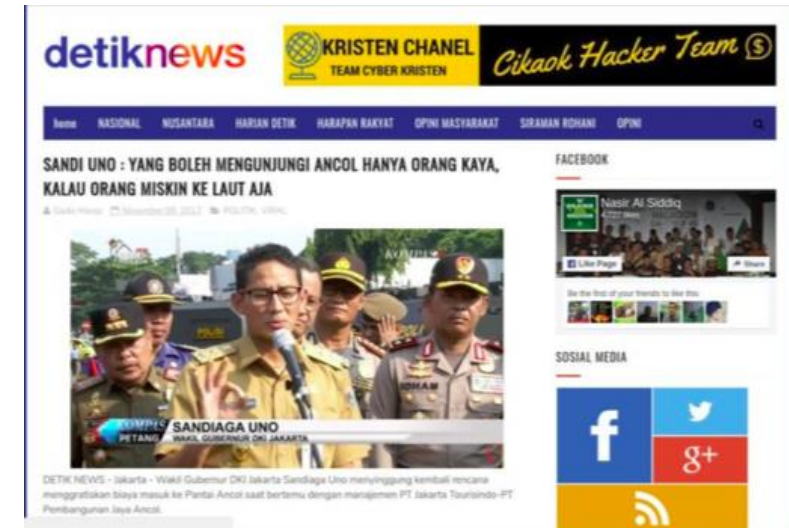 detiknews
KRISTEN CHANEL
TEAM CYBER KRISTEN
Cikaok Hacker Team
home NASIONAL NUSANTARA HARIAN DETIK HARAPAN RAKYAT OPINI MASYARAKAT SIRAMAN ROHANI OPINI
SANDI UNO : YANG BOLEH MENGUNJUNGI ANCOL HANYA ORANG KAYA,
KALAU ORANG MISKIN KE LAUT AJA
POLITIK, VIRAL
KOMPAS
PETANG
SANDIAGA UNO
WAKIL GUBERNUR DKI JAKARTA
DETIK NEWS - Jakarta - Wakil Gubernur DKI Jakarta Sandiaga Uno menyinggung kembali rencana
menggratiskan biaya masuk ke Pantai Ancol saat bertemu dengan manajemen PT Jakarta Tourisindo-PT
Pembangunan Jaya Ancol.
FACEBOOK
Nasir Al Siddiq
4,727 likes
Like Page
Share
Be the first of your friends to like this
SOSIAL MEDIA
f
g+